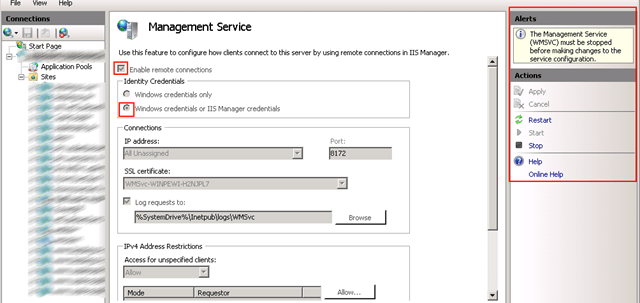 File View Help
Connections
Start Page
Application Pools
Sites
Management Service
Use this feature to configure how clients connect to this server by using remote connections in IIS Manager.
Enable remote connections
Identity Credentials
Windows credentials only
Windows credentials or IIS Manager credentials
Connections
IP address: Port:
All Unassigned 8172
SSL certificate:
WMSvc-WINPEWI-H2NJPL7
Log requests to:
%SystemDrive%\Inetpub\logs\WMSvc Browse
IPv4 Address Restrictions
Access for unspecified clients:
Allow
Mode Requestor Allow...
Alerts
The Management Service
(WMSVC) must be stopped
before making changes to the
service configuration.
Actions
Apply
Cancel
Restart
Start
Stop
Help
Online Help